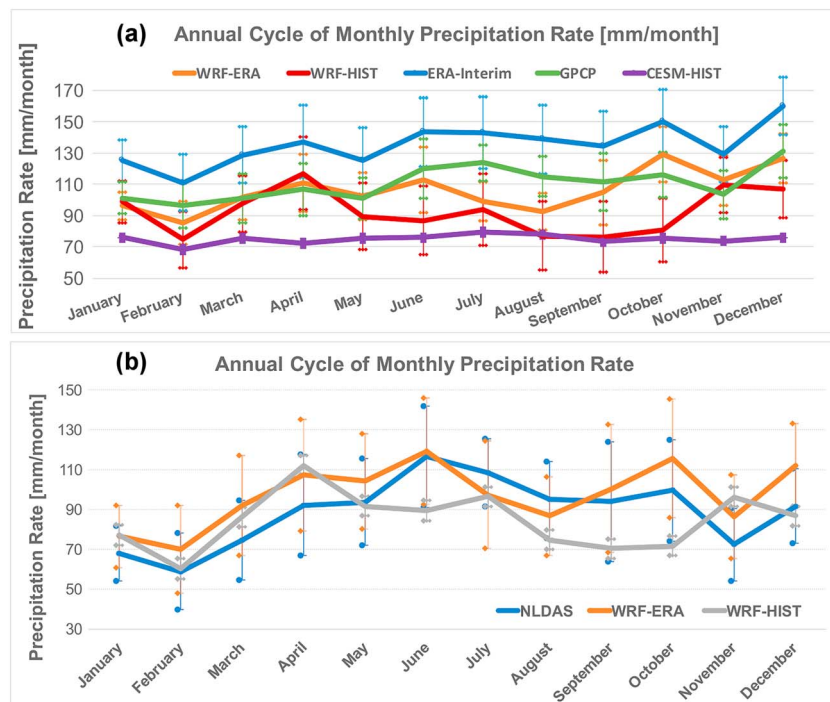 (a) Annual Cycle of Monthly Precipitation Rate [mm/month]
WRF-ERA WRF-HIST ERA-Interim GPCP CESM-HIST
Precipitation Rate [mm/month]
170
150
130
110
90
70
50
January February March April May June July August September October November December
(b) Annual Cycle of Monthly Precipitation Rate
Precipitation Rate [mm/month]
150
130
110
90
70
50
30
NLDAS WRF-ERA WRF-HIST
January February March April May June July August September October November December